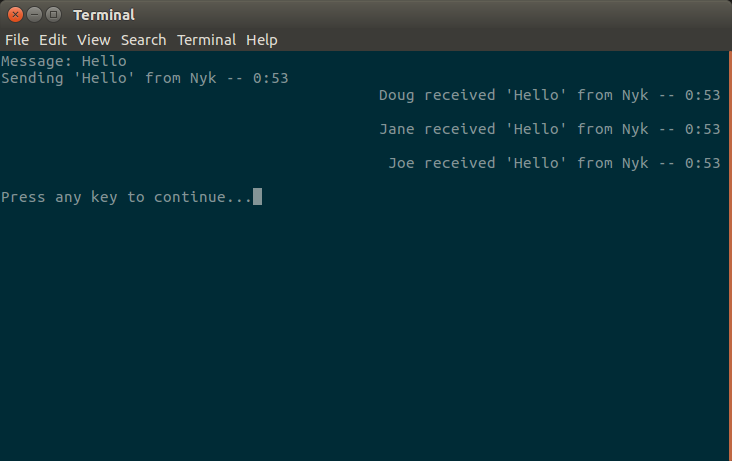 Terminal
File Edit View Search Terminal Help
Message: Hello
Sending 'Hello' from Nyk -- 0:53
Doug received 'Hello' from Nyk -- 0:53
Jane received 'Hello' from Nyk -- 0:53
Joe received 'Hello' from Nyk -- 0:53
Press any key to continue...